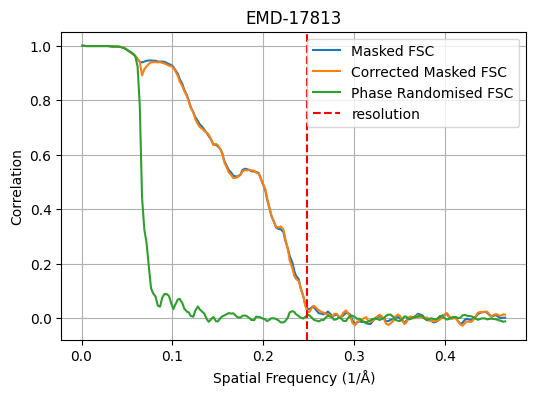 EMD-17813
Masked FSC
Corrected Masked FSC
Phase Randomised FSC
resolution
Correlation
1.0
0.8
0.6
0.4
0.2
0.0
0.0 0.1 0.2 0.3 0.4
Spatial Frequency (1/Å)